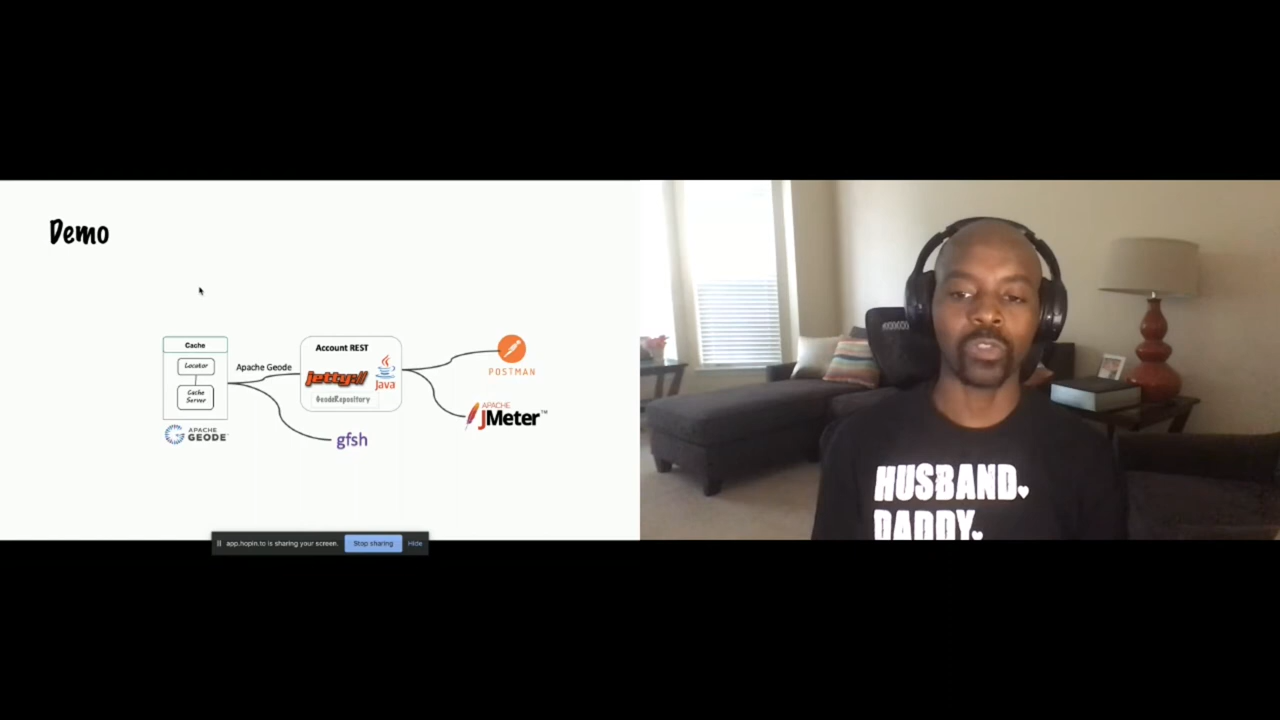 Demo
Cache
Locator
Cache
Server
APACHE
GEODE
Apache Geode
Account REST
jetty://
Java
GeodeRepository
gfsh
POSTMAN
APACHE
JMeter™
app.hopin.to is sharing your screen.
Stop sharing
Hide
HUSBAND.
DADDY.